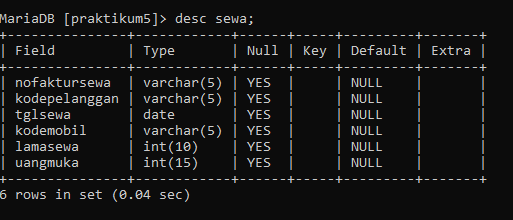 MariaDB [praktikum5]> desc sewa;
+---------------+------------+------+-----+---------+-------+
| Field         | Type       | Null | Key | Default | Extra |
+---------------+------------+------+-----+---------+-------+
| nofaktursewa  | varchar(5) | YES  |     | NULL    |       |
| kodepelanggan | varchar(5) | YES  |     | NULL    |       |
| tglsewa       | date       | YES  |     | NULL    |       |
| kodemobil     | varchar(5) | YES  |     | NULL    |       |
| lamasewa      | int(10)    | YES  |     | NULL    |       |
| uangmuka      | int(15)    | YES  |     | NULL    |       |
+---------------+------------+------+-----+---------+-------+
6 rows in set (0.04 sec)